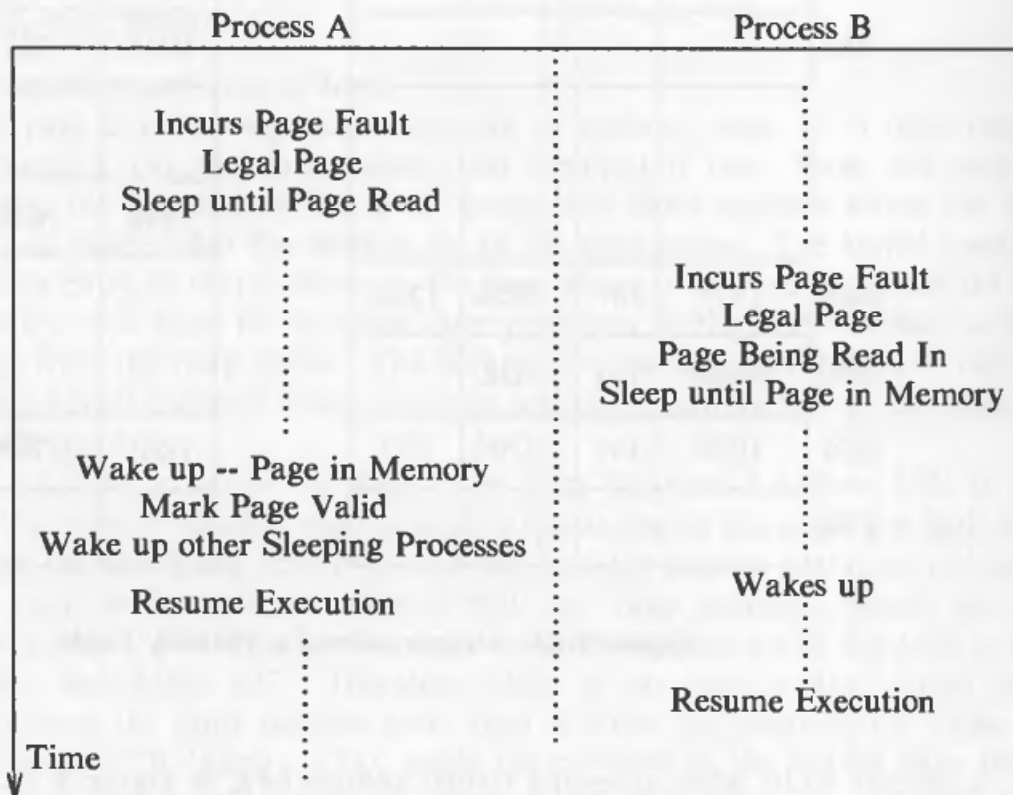 Process A
Process B
Incurs Page Fault
Legal Page
Sleep until Page Read
Incurs Page Fault
Legal Page
Page Being Read In
Sleep until Page in Memory
Wake up -- Page in Memory
Mark Page Valid
Wake up other Sleeping Processes
Resume Execution
Wakes up
Resume Execution
Time